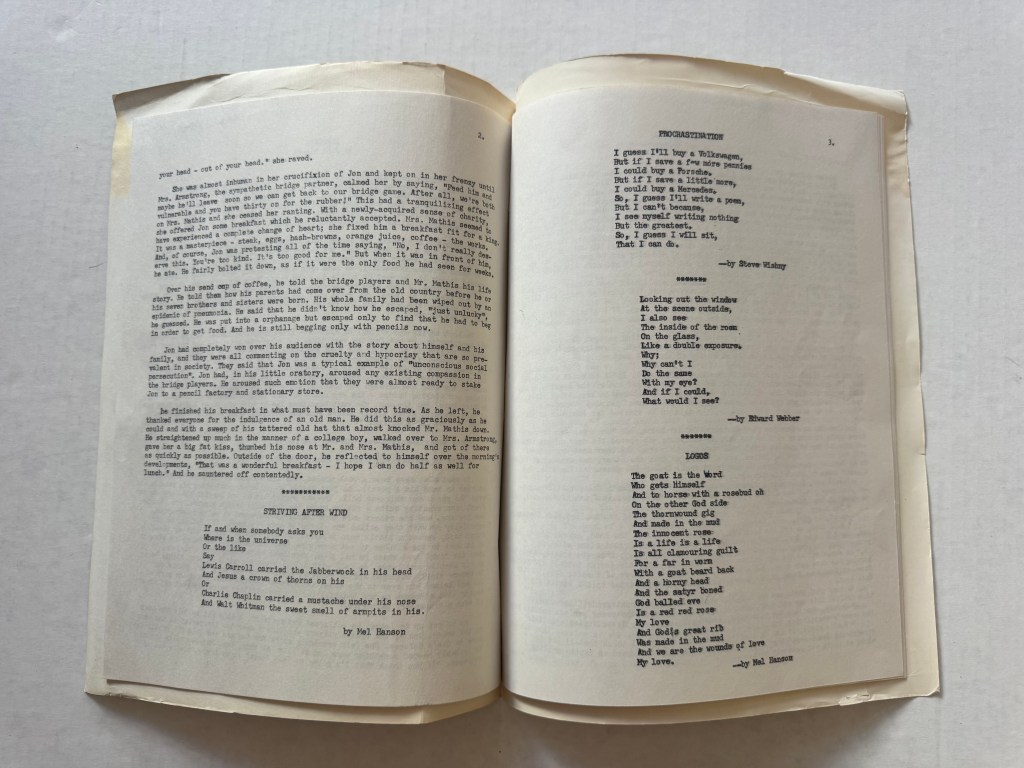 2.
your head - out of your head." she raved.
She was almost inhuman in her crucifixion of Jon and kept on in her frenzy until
Mrs. Armstrong, the sympathetic bridge partner, calmed her by saying, "Feed him and
maybe he'll leave soon so we can get back to our bridge game. After all, we're both
vulnerable and you have thirty on for the rubber!" This had a tranquilizing effect
on Mrs. Mathis and she ceased her ranting. With a newly-acquired sense of charity,
she offered Jon some breakfast which he reluctantly accepted. Mrs. Mathis seemed to
have experienced a complete change of heart; she fixed him a breakfast fit for a king.
It was a masterpiece - steak, eggs, hash-browns, orange juice, coffee - the works.
And, of course, Jon was protesting all of the time saying, "No, I don't really des-
erve this. You're too kind. It's too good for me." But when it was in front of him,
he ate. He fairly bolted it down, as if it were the only food he had seen for weeks.
Over his send cup of coffee, he told the bridge players and Mr. Mathis his life
story. He told them how his parents had come over from the old country before he or
his seven brothers and sisters were born. His whole family had been wiped out by an
epidemic of pneumonia. He said that he didn't know how he escaped, "just unlucky",
he guessed. He was put into a orphanage but escaped only to find that he had to beg
in order to get food. And he is still begging only with pencils now.
Jon had completely won over his audience with the story about himself and his
family, and they were all commenting on the cruelty and hypocrisy that are so pre-
valent in society. They said that Jon was a typical example of "unconscious social
persecution". Jon had, in his little oratory, aroused any existing compassion in
the bridge players. He aroused such emotion that they were almost ready to stake
Jon to a pencil factory and stationary store.
He finished his breakfast in what must have been record time. As he left, he
thanked everyone for the indulgence of an old man. He did this as graciously as he
could and with a sweep of his tattered old hat that almost knocked Mr. Mathis down.
He straightened up much in the manner of a college boy, walked over to Mrs. Armstrong,
gave her a big fat kiss, thumbed his nose at Mr. and Mrs. Mathis, and got of there
as quickly as possible. Outside of the door, he reflected to himself over the morning's
developments, "That was a wonderful breakfast - I hope I can do half as well for
lunch." And he sauntered off contentedly.
***********
STRIVING AFTER WIND
If and when somebody asks you
Where is the universe
Or the like
Say
Lewis Carroll carried the Jabberwock in his head
And Jesus a crown of thorns on his
Or
Charlie Chaplin carried a mustache under his nose
And Walt Whitman the sweet smell of armpits in his.
by Mel Hanson
3.
PROCRASTINATION
I guess I'll buy a Volkswagen,
But if I save a few more pennies
I could buy a Porsche.
But if I save a little more,
I could buy a Mercedes.
So, I guess I'll write a poem,
But I can't because,
I see myself writing nothing
But the greatest.
So, I guess I will sit,
That I can do.
—by Steve Wishny
*******
Looking out the window
At the scene outside,
I also see
The inside of the room
On the glass,
Like a double exposure.
Why;
Why can't I
Do the same
With my eye?
And if I could,
What would I see?
—by Edward Webber
*******
LOGOS
The goat is the Word
Who gets Himself
And to horse with a rosebud oh
On the other God side
The thornwound gig
And made in the mud
The innocent rose
Is a life is a life
Is all clamouring guilt
For a far in worm
With a goat beard back
And a horny head
And the satyr boned
God balled eve
Is a red red rose
My love
And God's great rib
Was made in the mud
And we are the wounds of love
My love.
—by Mel Hanson